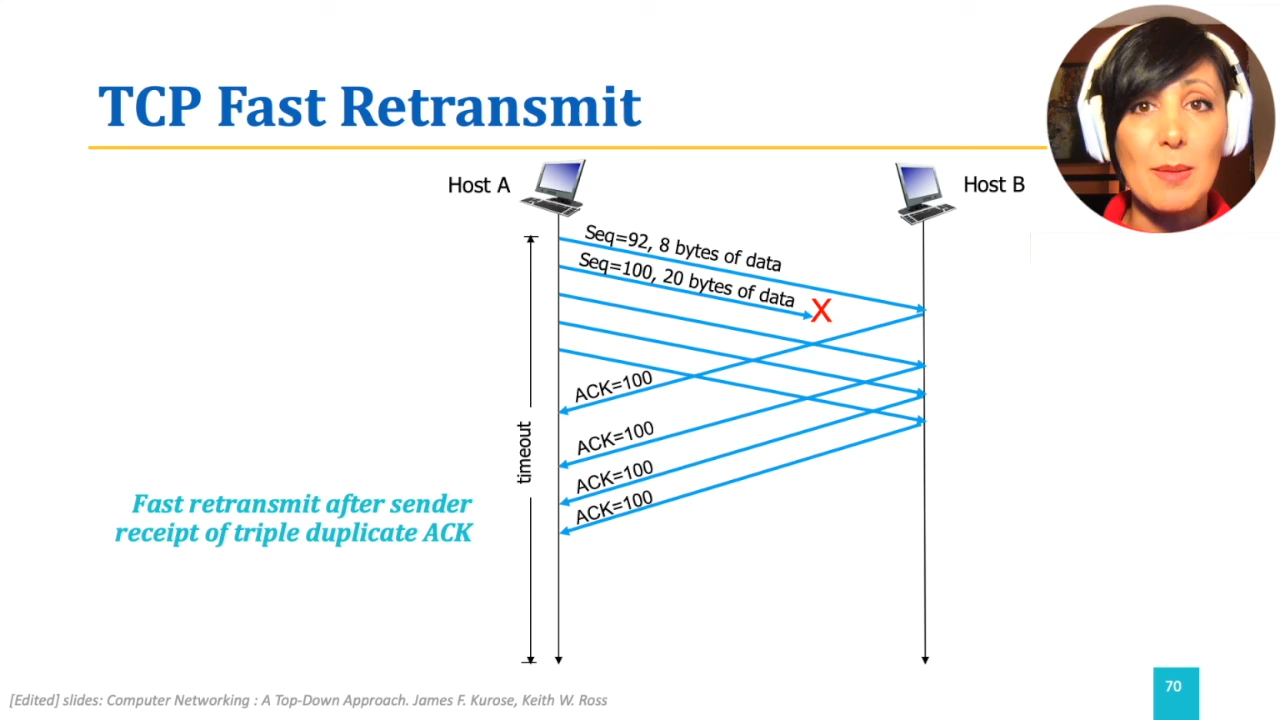 TCP Fast Retransmit
Host A
Host B
Seq=92, 8 bytes of data
Seq=100, 20 bytes of data
X
ACK=100
ACK=100
timeout
ACK=100
ACK=100
Fast retransmit after sender
receipt of triple duplicate ACK
70
[Edited] slides: Computer Networking : A Top-Down Approach. James F. Kurose, Keith W. Ross